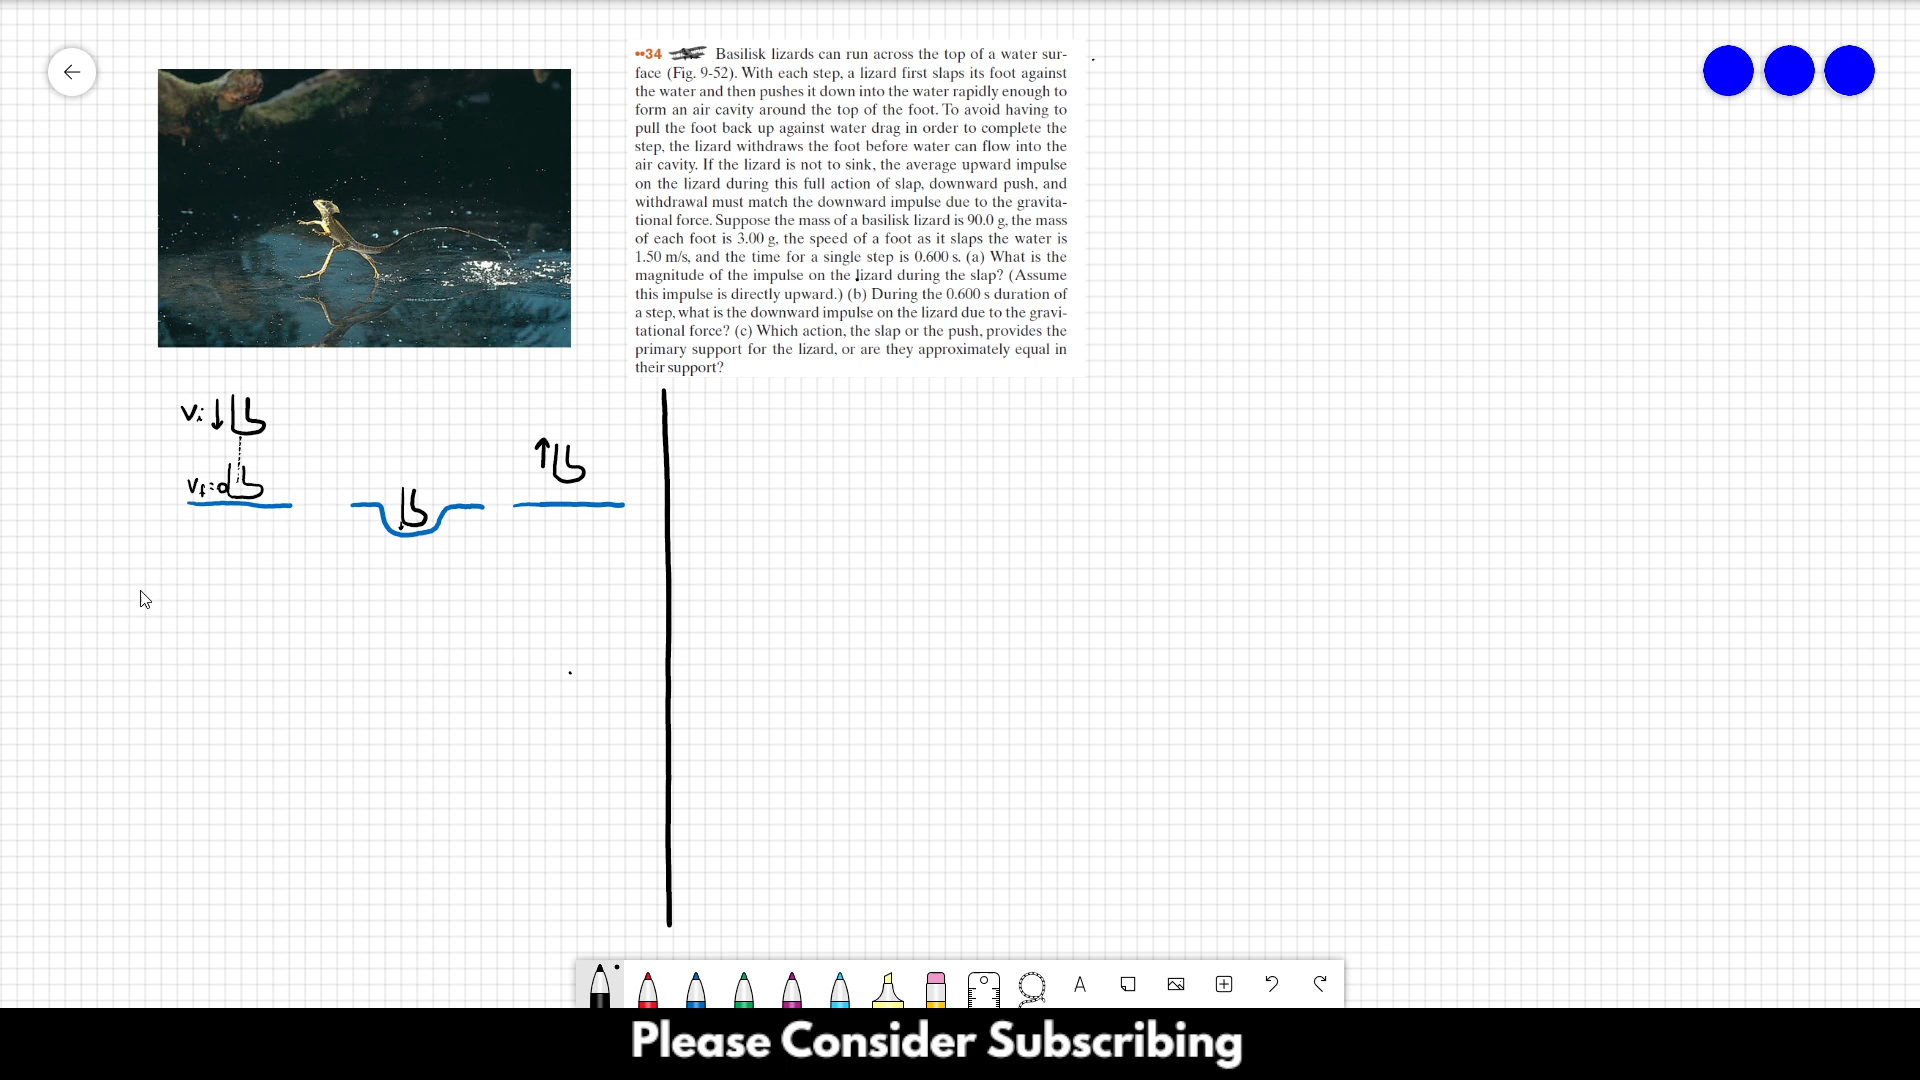 ••34 Basilisk lizards can run across the top of a water sur-
face (Fig. 9-52). With each step, a lizard first slaps its foot against
the water and then pushes it down into the water rapidly enough to
form an air cavity around the top of the foot. To avoid having to
pull the foot back up against water drag in order to complete the
step, the lizard withdraws the foot before water can flow into the
air cavity. If the lizard is not to sink, the average upward impulse
on the lizard during this full action of slap, downward push, and
withdrawal must match the downward impulse due to the gravita-
tional force. Suppose the mass of a basilisk lizard is 90.0 g, the mass
of each foot is 3.00 g, the speed of a foot as it slaps the water is
1.50 m/s, and the time for a single step is 0.600 s. (a) What is the
magnitude of the impulse on the lizard during the slap? (Assume
this impulse is directly upward.) (b) During the 0.600 s duration of
a step, what is the downward impulse on the lizard due to the gravi-
tational force? (c) Which action, the slap or the push, provides the
primary support for the lizard, or are they approximately equal in
their support?
Vi
Vf=0
A
Please Consider Subscribing